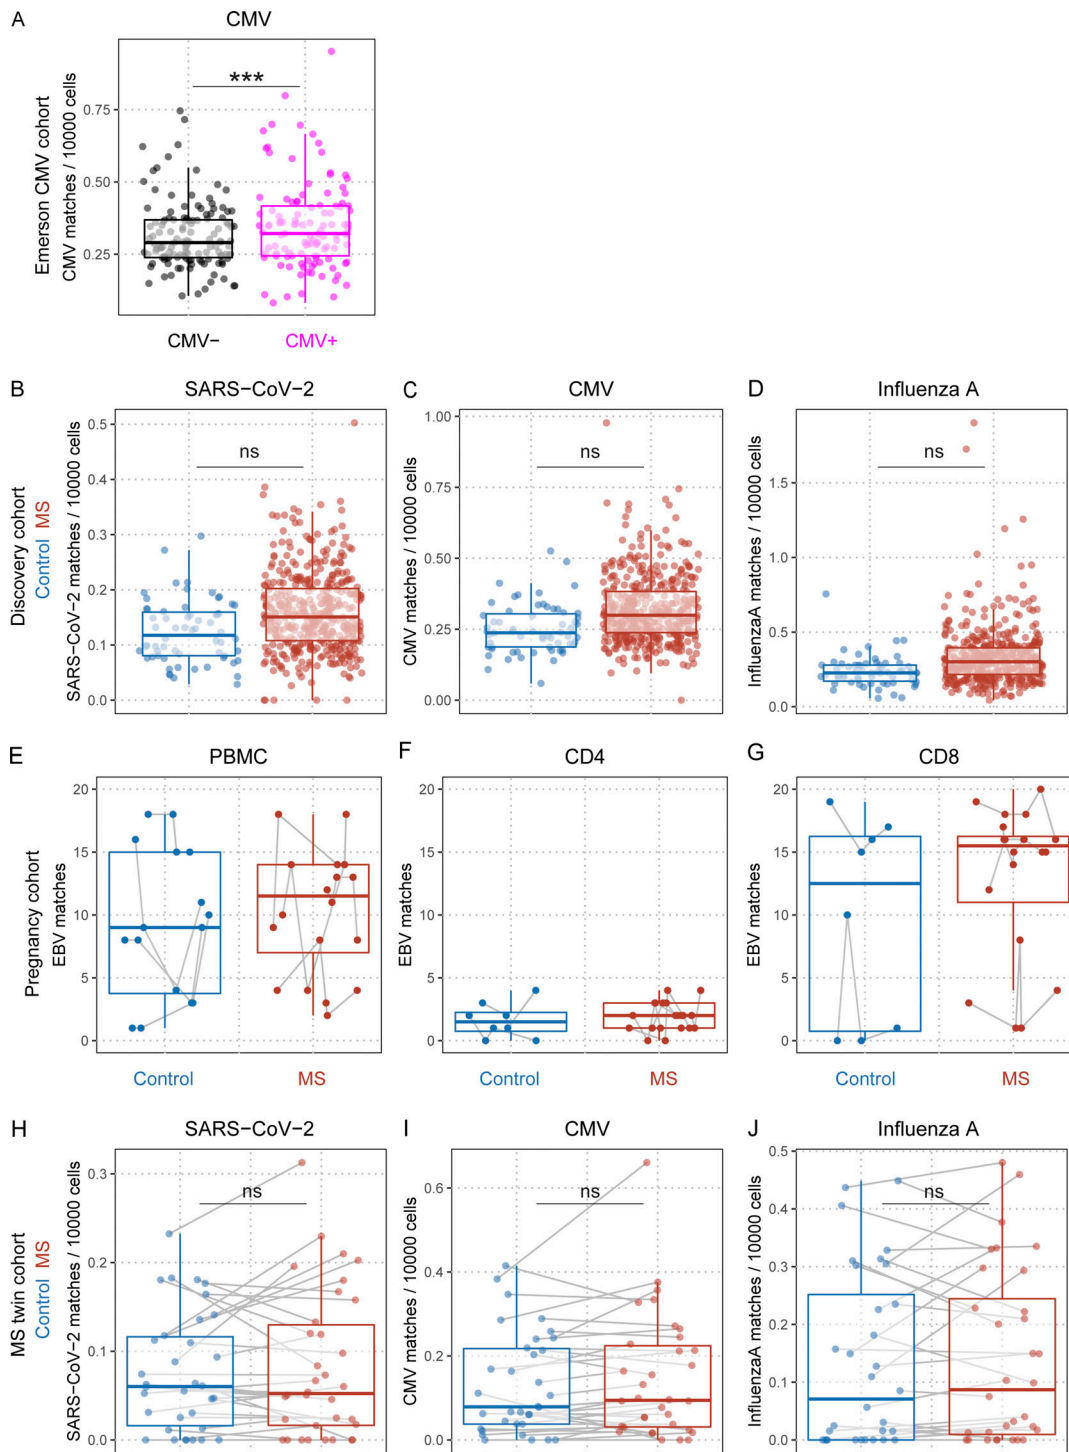 A
CMV
Emerson CMV cohort
CMV matches / 10000 cells
0.75
0.50
0.25
***
CMV−
CMV+
B
SARS−CoV−2
C
CMV
D
Influenza A
Discovery cohort
Control MS
SARS−CoV−2 matches / 10000 cells
0.5
0.4
0.3
0.2
0.1
0.0
ns
CMV matches / 10000 cells
1.00
0.75
0.50
0.25
0.00
ns
InfluenzaA matches / 10000 cells
1.5
1.0
0.5
0.0
ns
E
PBMC
F
CD4
G
CD8
Pregnancy cohort
EBV matches
20
15
10
5
0
Control
MS
EBV matches
20
15
10
5
0
Control
MS
EBV matches
20
15
10
5
0
Control
MS
H
SARS−CoV−2
I
CMV
J
Influenza A
MS twin cohort
Control MS
SARS−CoV−2 matches / 10000 cells
0.3
0.2
0.1
0.0
ns
CMV matches / 10000 cells
0.6
0.4
0.2
0.0
ns
InfluenzaA matches / 10000 cells
0.5
0.4
0.3
0.2
0.1
0.0
ns